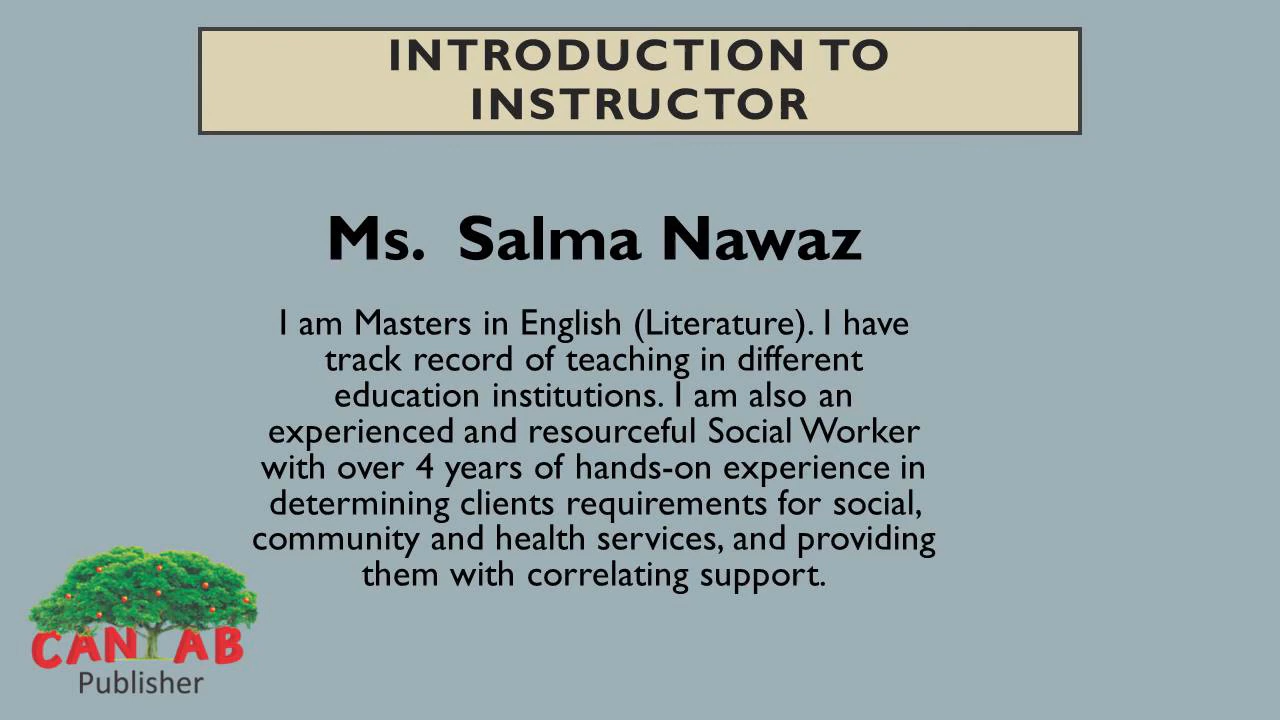 INTRODUCTION TO
INSTRUCTOR
Ms. Salma Nawaz
I am Masters in English (Literature). I have
track record of teaching in different
education institutions. I am also an
experienced and resourceful Social Worker
with over 4 years of hands-on experience in
determining clients requirements for social,
community and health services, and providing
them with correlating support.
CANTAB
Publisher